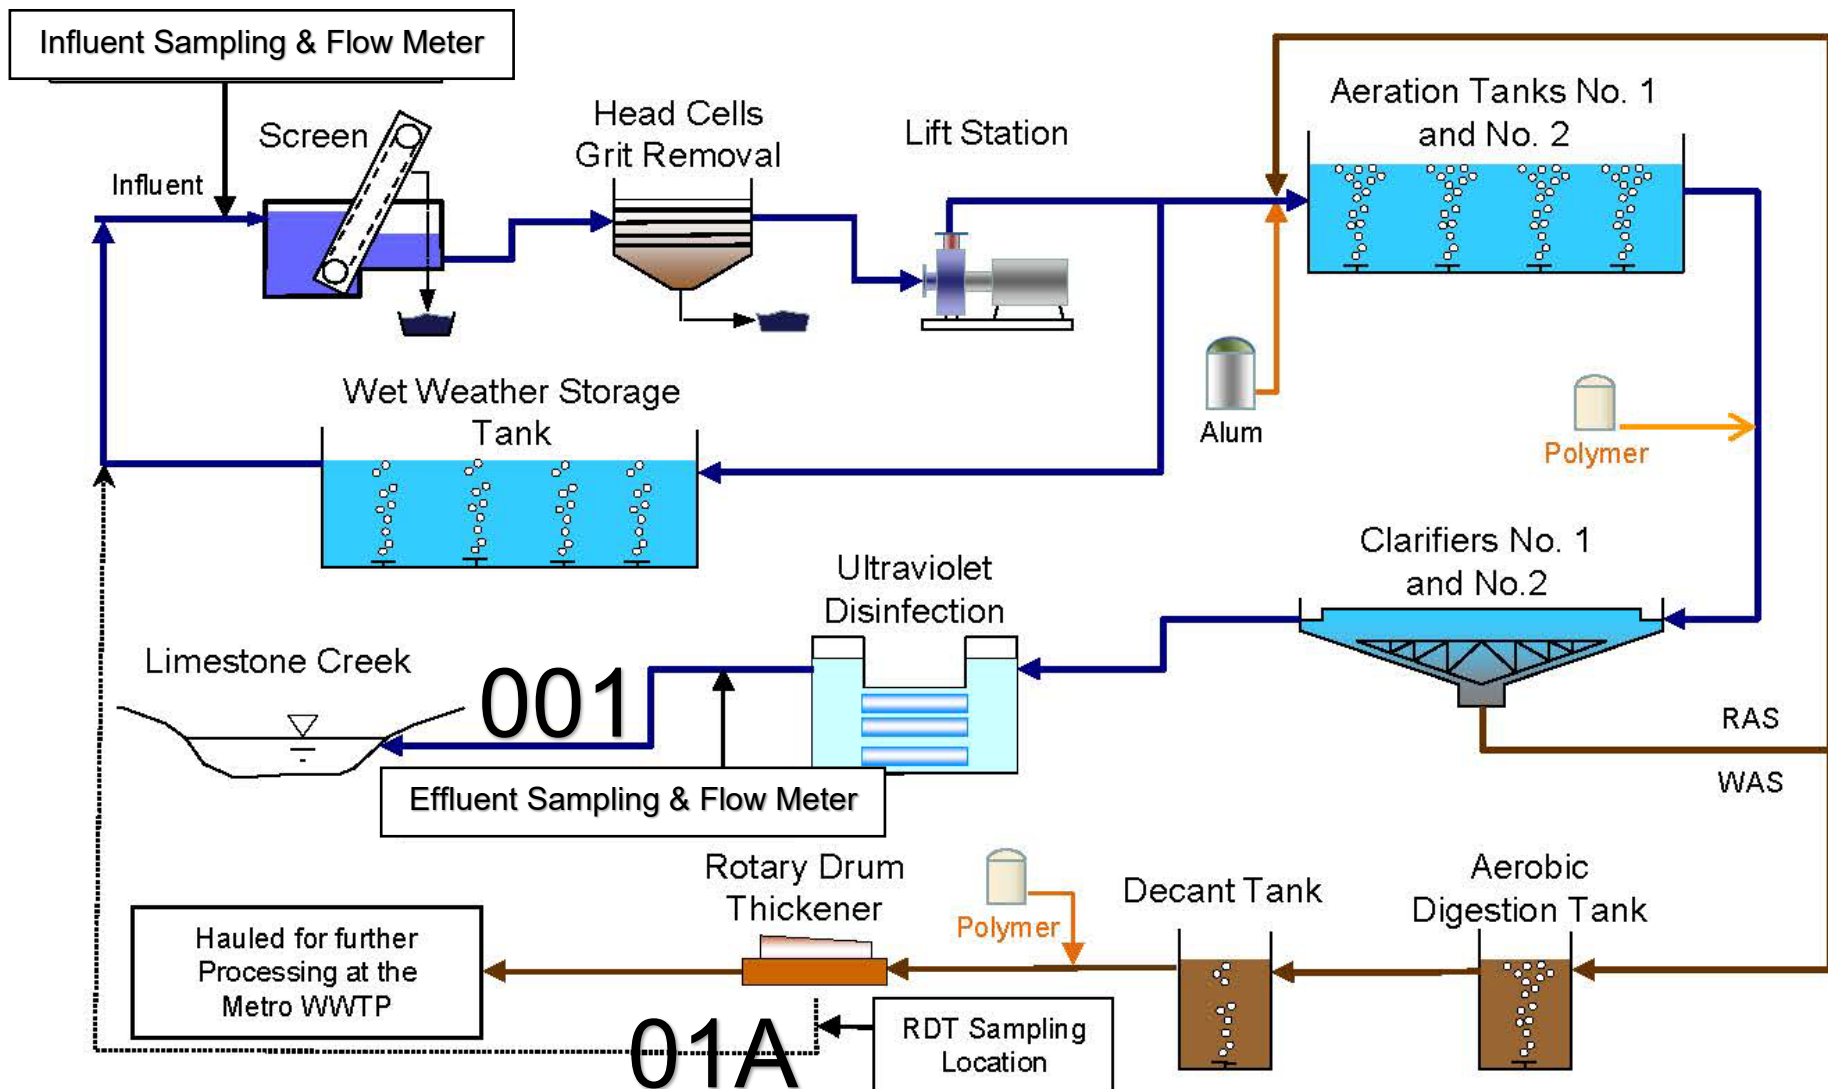 Influent Sampling & Flow Meter
Screen
Influent
Head Cells
Grit Removal
Lift Station
Aeration Tanks No. 1
and No. 2
Alum
Polymer
Wet Weather Storage
Tank
Clarifiers No. 1
and No.2
Ultraviolet
Disinfection
Limestone Creek
001
RAS
WAS
Effluent Sampling & Flow Meter
Rotary Drum
Thickener
Polymer
Decant Tank
Aerobic
Digestion Tank
Hauled for further
Processing at the
Metro WWTP
01A
RDT Sampling
Location